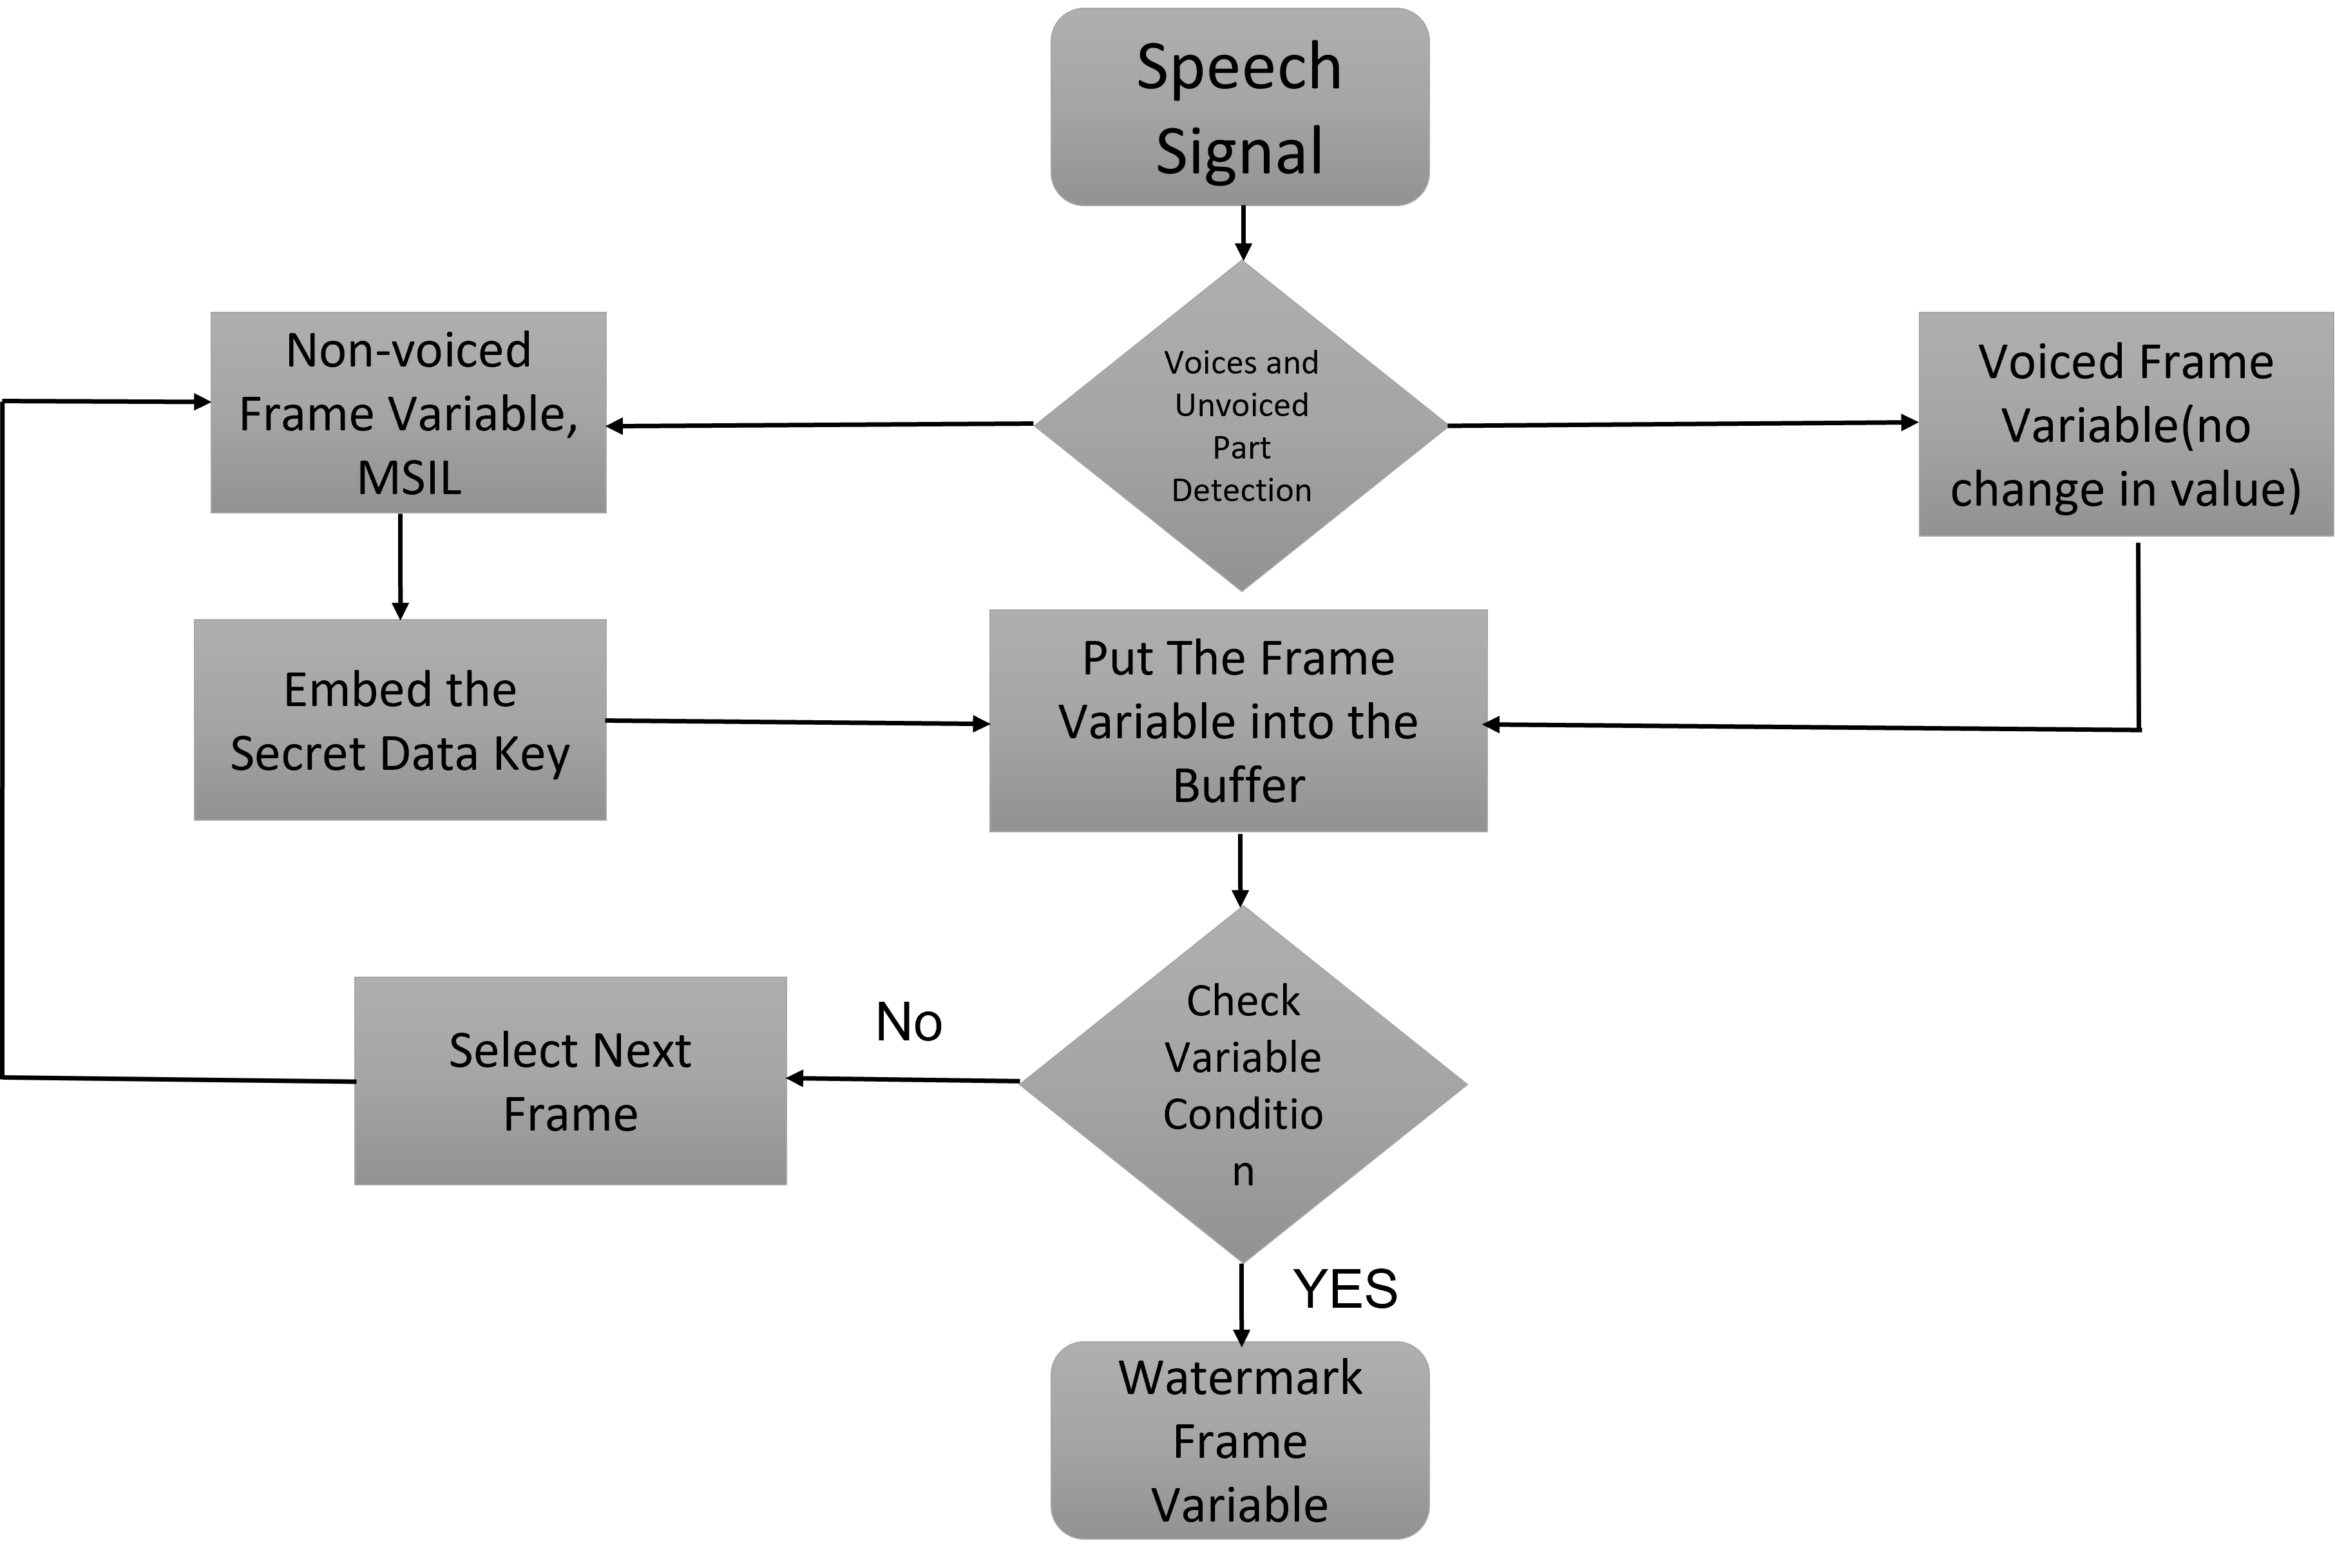 Speech
Signal
Non-voiced
Frame Variable,
MSIL
Voices and
Unvoiced
Part
Detection
Voiced Frame
Variable(no
change in value)
Embed the
Secret Data Key
Put The Frame
Variable into the
Buffer
Select Next
Frame
No
Check
Variable
Conditio
n
YES
Watermark
Frame
Variable